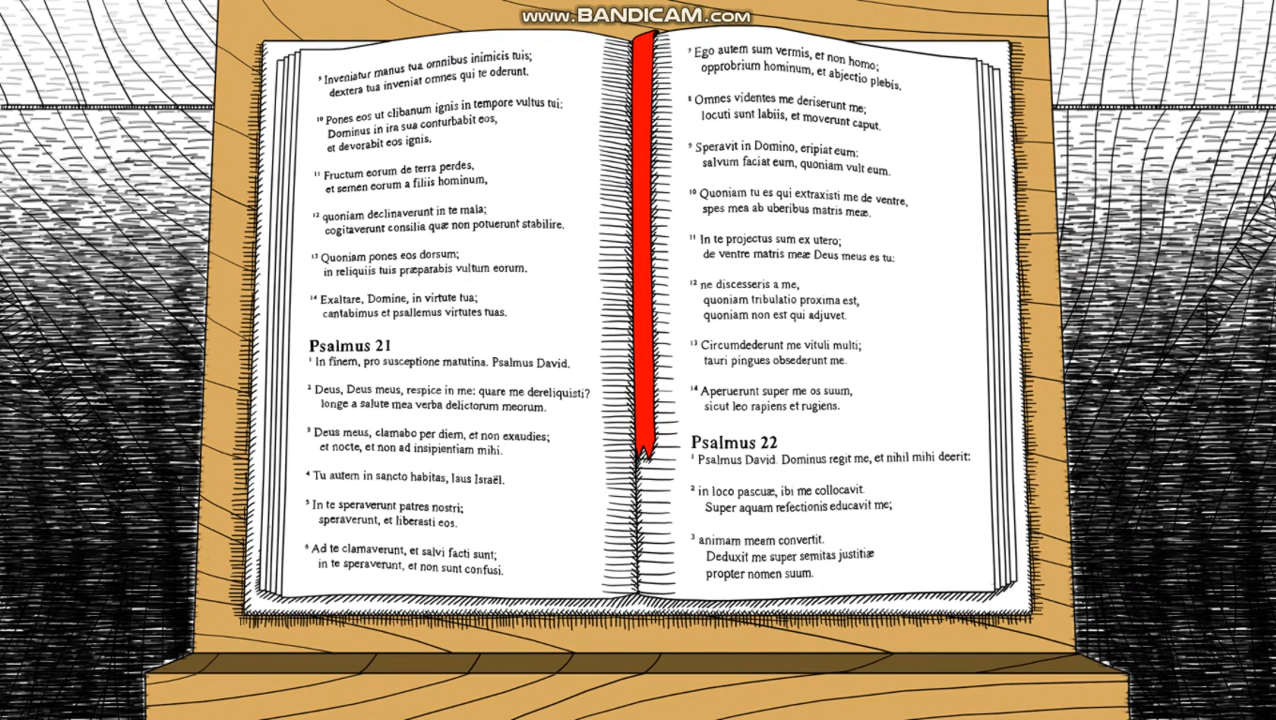 www.BANDICAM.com
9 Inveniatur manus tua omnibus inimicis tuis;
dextera tua inveniat omnes qui te oderunt.
10 Pones eos ut clibanum ignis in tempore vultus tui:
Dominus in ira sua conturbabit eos,
et devorabit eos ignis.
11 Fructum eorum de terra perdes,
et semen eorum a filiis hominum,
12 quoniam declinaverunt in te mala;
cogitaverunt consilia quæ non potuerunt stabilire.
13 Quoniam pones eos dorsum;
in reliquiis tuis præparabis vultum eorum.
14 Exaltare, Domine, in virtute tua;
cantabimus et psallemus virtutes tuas.
Psalmus 21
1 In finem, pro susceptione matutina. Psalmus David.
2 Deus, Deus meus, respice in me: quare me dereliquisti?
longe a salute mea verba delictorum meorum.
3 Deus meus, clamabo per diem, et non exaudies;
et nocte, et non ad insipientiam mihi.
4 Tu autem in sancto habitas, laus Israël.
5 In te speraverunt patres nostri;
speraverunt, et liberasti eos.
6 Ad te clamaverunt, et salvi facti sunt;
in te speraverunt, et non sunt confusi.
7 Ego autem sum vermis, et non homo;
opprobrium hominum, et abjectio plebis.
8 Omnes videntes me deriserunt me;
locuti sunt labiis, et moverunt caput.
9 Speravit in Domino, eripiat eum:
salvum faciat eum, quoniam vult eum.
10 Quoniam tu es qui extraxisti me de ventre,
spes mea ab uberibus matris meæ.
11 In te projectus sum ex utero;
de ventre matris meæ Deus meus es tu:
12 ne discesseris a me,
quoniam tribulatio proxima est,
quoniam non est qui adjuvet.
13 Circumdederunt me vituli multi;
tauri pingues obsederunt me.
14 Aperuerunt super me os suum,
sicut leo rapiens et rugiens.
Psalmus 22
1 Psalmus David. Dominus regit me, et nihil mihi deerit:
2 in loco pascuæ, ibi me collocavit.
Super aquam refectionis educavit me;
3 animam meam convertit.
Deduxit me super semitas justitiæ
propter nomen suum.